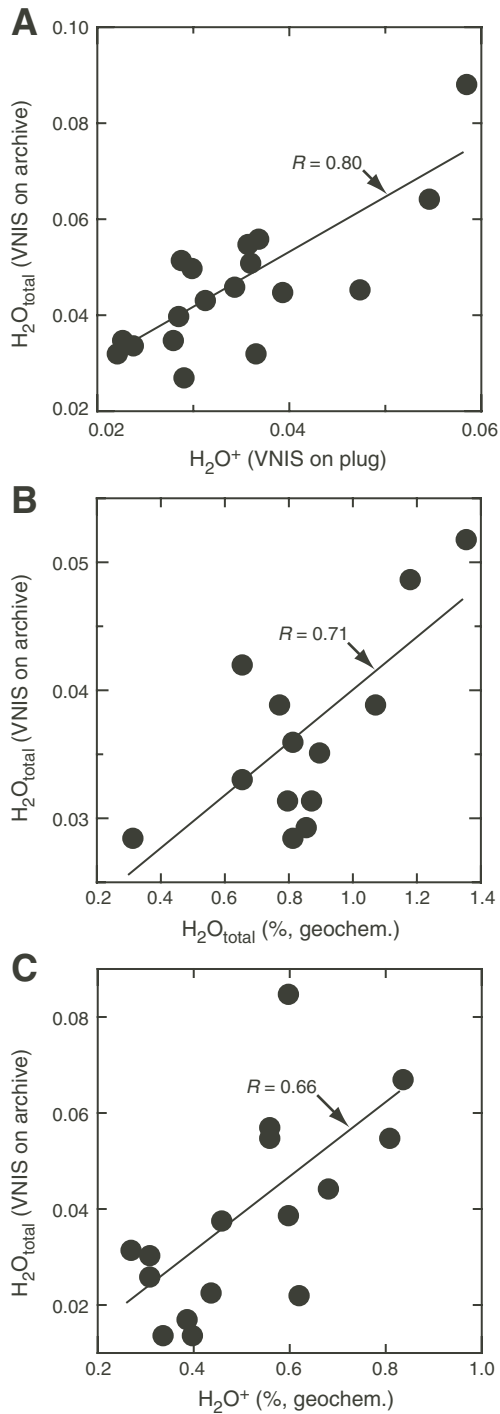 A
0.10
0.08
0.06
0.04
0.02
H₂O_total (VNIS on archive)
R = 0.80
0.02
0.04
0.06
H₂O⁺ (VNIS on plug)
B
0.05
0.04
0.03
H₂O_total (VNIS on archive)
R = 0.71
0.2
0.4
0.6
0.8
1.0
1.2
1.4
H₂O_total (%, geochem.)
C
0.08
0.06
0.04
0.02
H₂O_total (VNIS on archive)
R = 0.66
0.2
0.4
0.6
0.8
1.0
H₂O⁺ (%, geochem.)